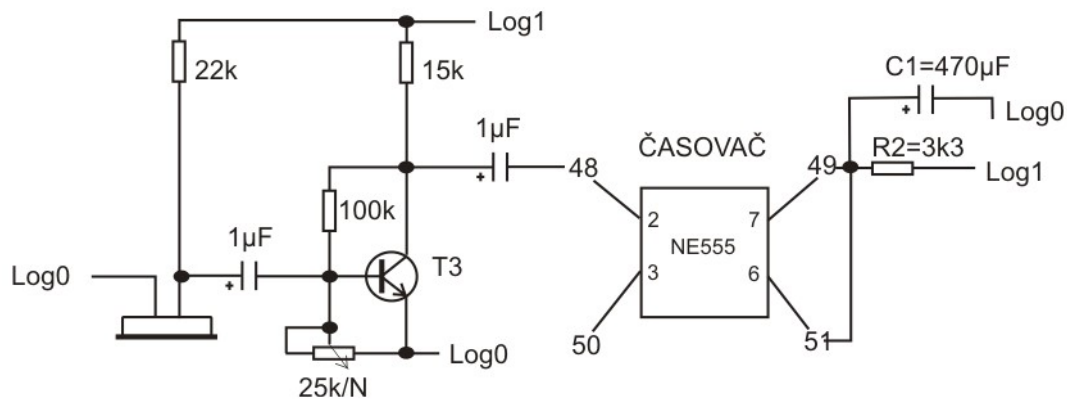 Log1
22k
15k
C1=470µF
Log0
1µF
48
ČASOVAČ
49
R2=3k3
Log1
100k
2
7
NE555
1µF
T3
3
6
Log0
50
51
Log0
25k/N